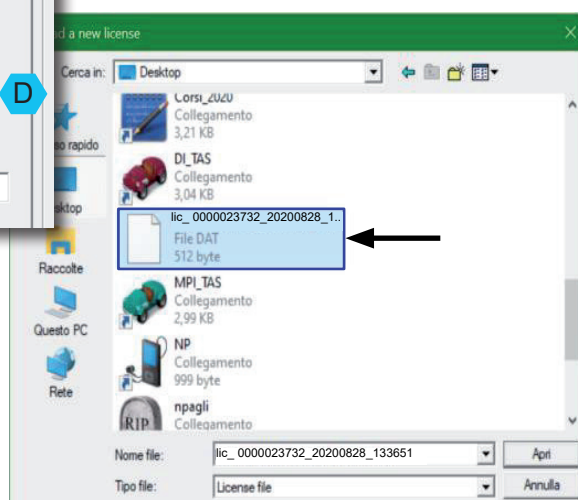 d a new license
D
Cerca in:
Desktop
so rapido
sktop
Raccolte
Questo PC
Rete
Corsi_2020
Collegamento
3,21 KB
DI_TAS
Collegamento
3,04 KB
lic_ 0000023732_20200828_1..
File DAT
512 byte
MPI_TAS
Collegamento
2,99 KB
NP
Collegamento
999 byte
npagli
Collegamento
RIP
Nome file:
lic_ 0000023732_20200828_133651
Apri
Tipo file:
License file
Annulla